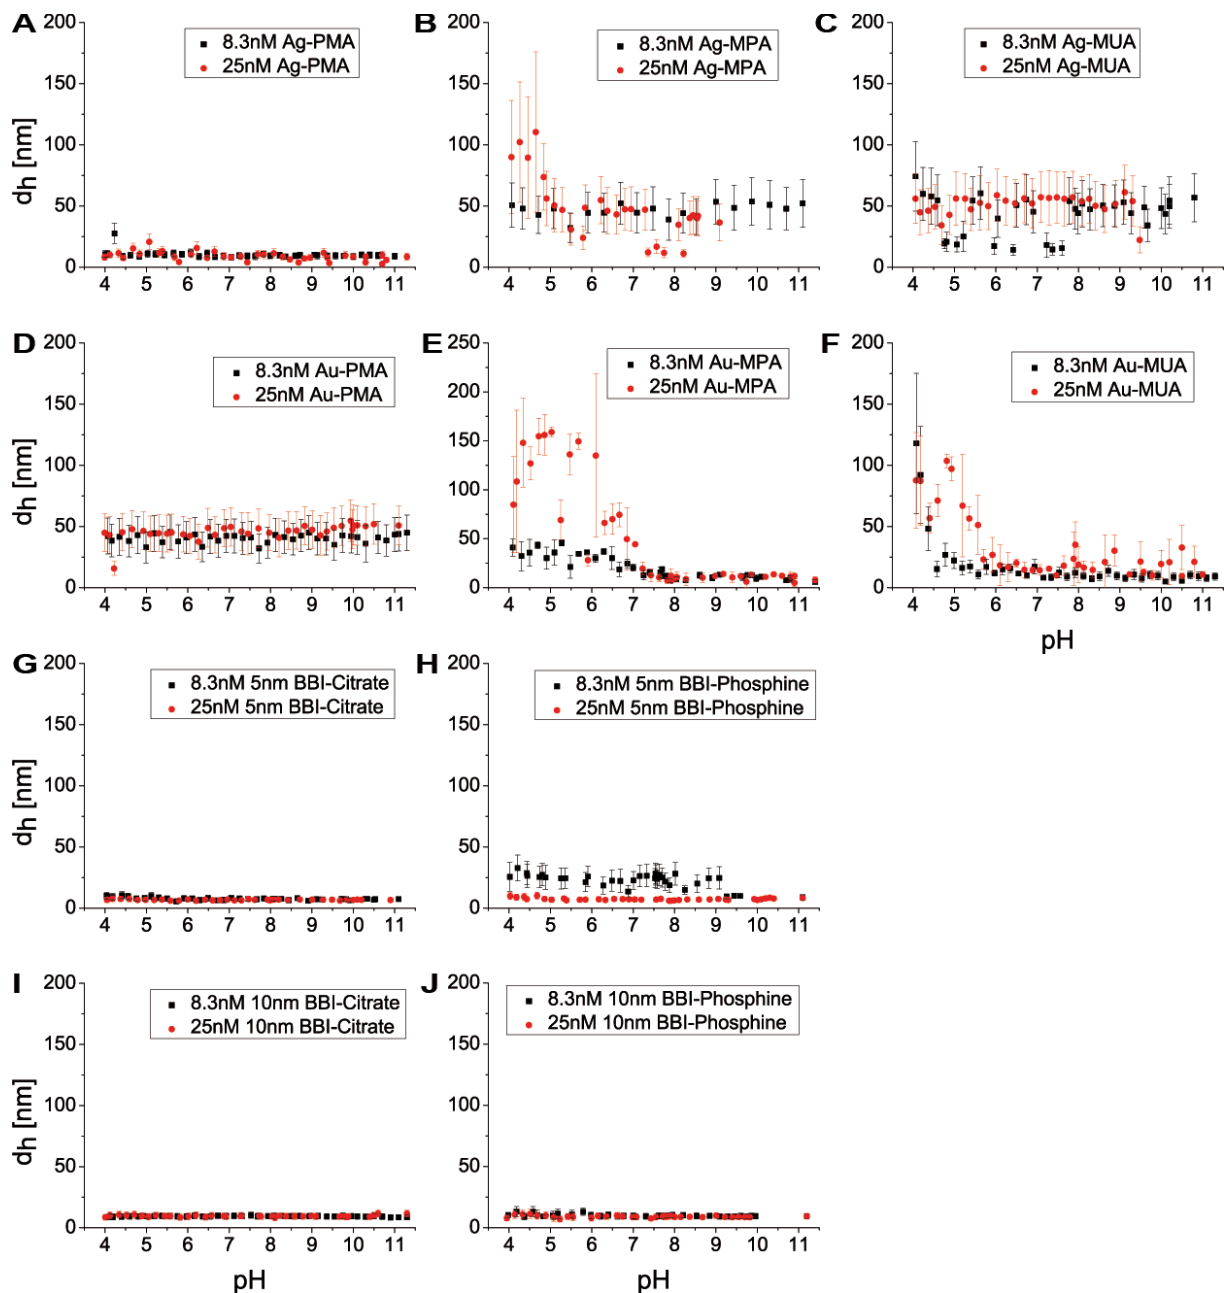 A
200
150
100
50
0
4 5 6 7 8 9 10 11
dh [nm]
8.3nM Ag-PMA
25nM Ag-PMA
B
200
150
100
50
0
4 5 6 7 8 9 10 11
8.3nM Ag-MPA
25nM Ag-MPA
C
200
150
100
50
0
4 5 6 7 8 9 10 11
8.3nM Ag-MUA
25nM Ag-MUA
D
200
150
100
50
0
4 5 6 7 8 9 10 11
dh [nm]
8.3nM Au-PMA
25nM Au-PMA
E
250
200
150
100
50
0
4 5 6 7 8 9 10 11
8.3nM Au-MPA
25nM Au-MPA
F
200
150
100
50
0
4 5 6 7 8 9 10 11
pH
8.3nM Au-MUA
25nM Au-MUA
G
200
150
100
50
0
4 5 6 7 8 9 10 11
dh [nm]
8.3nM 5nm BBI-Citrate
25nM 5nm BBI-Citrate
H
200
150
100
50
0
4 5 6 7 8 9 10 11
8.3nM 5nm BBI-Phosphine
25nM 5nm BBI-Phosphine
I
200
150
100
50
0
4 5 6 7 8 9 10 11
dh [nm]
pH
8.3nM 10nm BBI-Citrate
25nM 10nm BBI-Citrate
J
200
150
100
50
0
4 5 6 7 8 9 10 11
pH
8.3nM 10nm BBI-Phosphine
25nM 10nm BBI-Phosphine